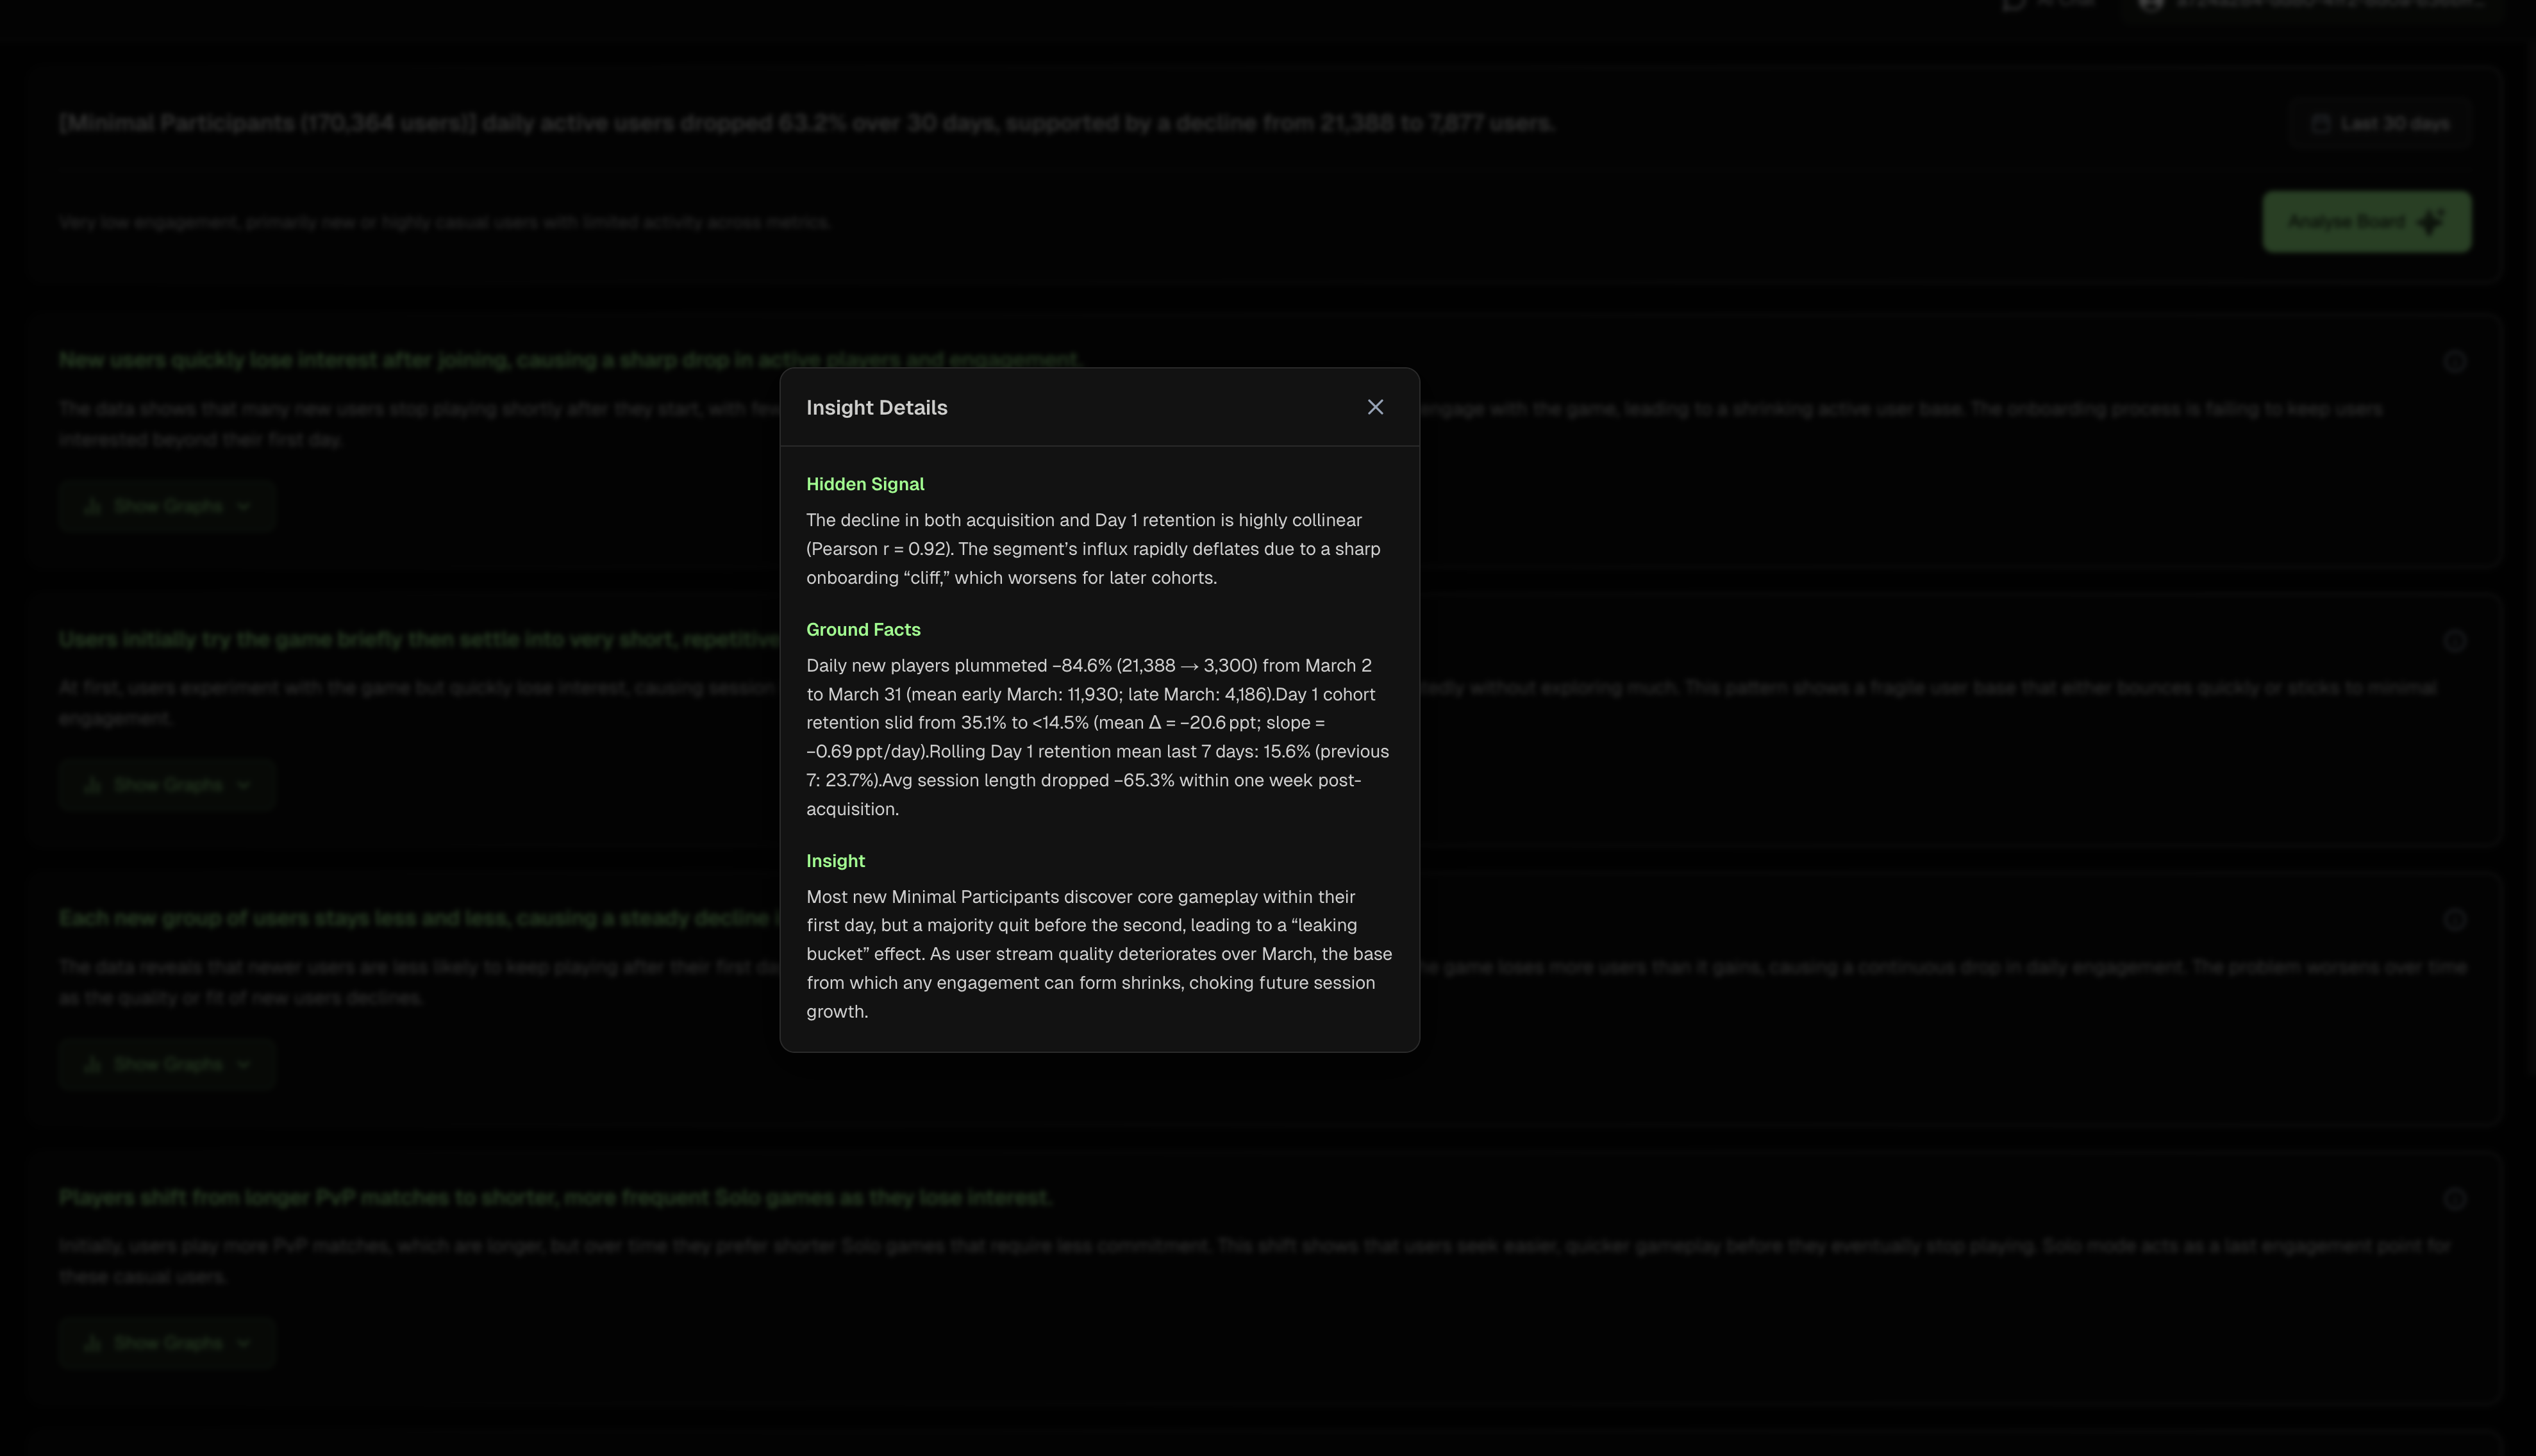 AI Chat
[Minimal Participants (170,364 users)] daily active users dropped 63.2% over 30 days, supported by a decline from 21,388 to 7,877 users.
Last 30 days
Very low engagement, primarily new or highly casual users with limited activity across metrics.
Analyse Board
New users quickly lose interest after joining, causing a sharp drop in active players and engagement.
The data shows that many new users stop playing shortly after they start, with
engage with the game, leading to a shrinking active user base. The onboarding process is failing to keep users
interested beyond their first day.
Show Graphs
Insight Details
Hidden Signal
The decline in both acquisition and Day 1 retention is highly collinear
(Pearson r = 0.92). The segment’s influx rapidly deflates due to a sharp
onboarding “cliff,” which worsens for later cohorts.
Ground Facts
Daily new players plummeted −84.6% (21,388 → 3,300) from March 2
to March 31 (mean early March: 11,930; late March: 4,186).Day 1 cohort
retention slid from 35.1% to <14.5% (mean Δ = −20.6 ppt; slope =
−0.69 ppt/day).Rolling Day 1 retention mean last 7 days: 15.6% (previous
7: 23.7%).Avg session length dropped −65.3% within one week post-
acquisition.
Insight
Most new Minimal Participants discover core gameplay within their
first day, but a majority quit before the second, leading to a “leaking
bucket” effect. As user stream quality deteriorates over March, the base
from which any engagement can form shrinks, choking future session
growth.
Users initially try the game briefly then settle into very short, repetitive
At first, users experiment with the game but quickly lose interest, causing session
without exploring much. This pattern shows a fragile user base that either bounces quickly or sticks to minimal
engagement.
Show Graphs
Each new group of users stays less and less, causing a steady decline
The data reveals that newer users are less likely to keep playing after their first
game loses more users than it gains, causing a continuous drop in daily engagement. The problem worsens over time
as the quality or fit of new users declines.
Show Graphs
Players shift from longer PvP matches to shorter, more frequent Solo games as they lose interest.
Initially, users play more PvP matches, which are longer, but over time they prefer shorter Solo games that require less commitment. This shift shows that users seek easier, quicker gameplay before they eventually stop playing. Solo mode acts as a last engagement point for
these casual users.
Show Graphs